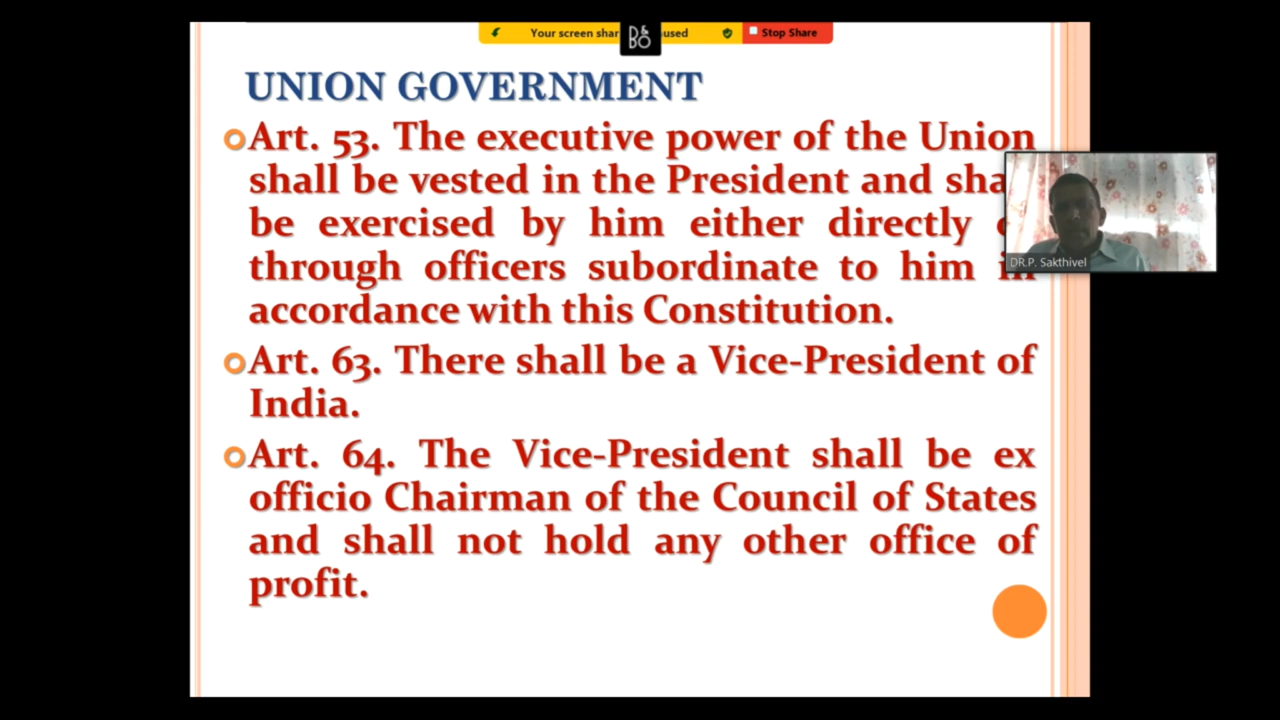 Your screen shar
used
Stop Share
D&
BO
UNION GOVERNMENT
Art. 53. The executive power of the Union
shall be vested in the President and sha
be exercised by him either directly
through officers subordinate to him
accordance with this Constitution.
DR.P. Sakthivel
Art. 63. There shall be a Vice-President of
India.
Art. 64. The Vice-President shall be ex
officio Chairman of the Council of States
and shall not hold any other office of
profit.